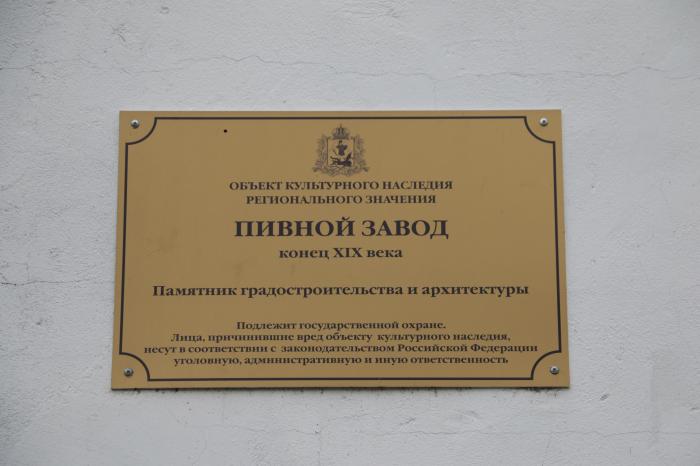 ОБЪЕКТ КУЛЬТУРНОГО НАСЛЕДИЯ
РЕГИОНАЛЬНОГО ЗНАЧЕНИЯ
ПИВНОЙ ЗАВОД
конец XIX века
Памятник градостроительства и архитектуры
Подлежит государственной охране.
Лица, причинившие вред объекту культурного наследия,
несут в соответствии с законодательством Российской Федерации
уголовную, административную и иную ответственность